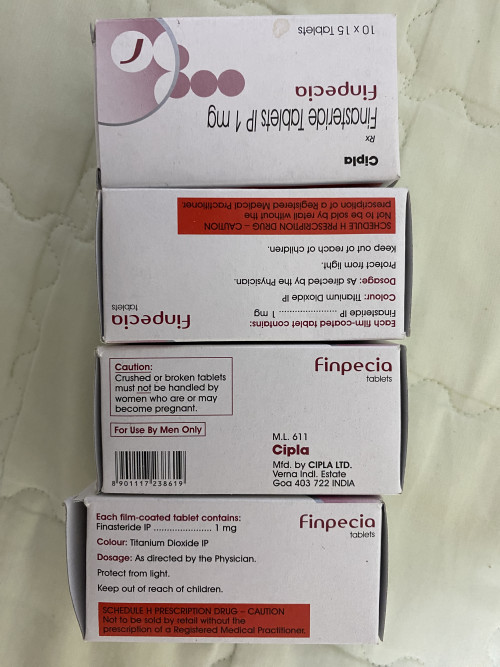 Cipla
Rx
Finasteride Tablets IP 1 mg
Finpecia
10 x 15 Tablets
Finpecia
tablets
Each film-coated tablet contains:
Finasteride IP ...................... 1 mg
Colour: Titanium Dioxide IP
Dosage: As directed by the Physician.
Protect from light.
Keep out of reach of children.
SCHEDULE H PRESCRIPTION DRUG – CAUTION
Not to be sold by retail without the
prescription of a Registered Medical Practitioner.
Caution:
Crushed or broken tablets
must not be handled by
women who are or may
become pregnant.
For Use By Men Only
8 901117 238619
Finpecia
tablets
M.L. 611
Cipla
Mfd. by CIPLA LTD.
Verna Indl. Estate
Goa 403 722 INDIA
Each film-coated tablet contains:
Finasteride IP ...................... 1 mg
Colour: Titanium Dioxide IP
Dosage: As directed by the Physician.
Protect from light.
Keep out of reach of children.
Finpecia
tablets
SCHEDULE H PRESCRIPTION DRUG – CAUTION
Not to be sold by retail without the
prescription of a Registered Medical Practitioner.